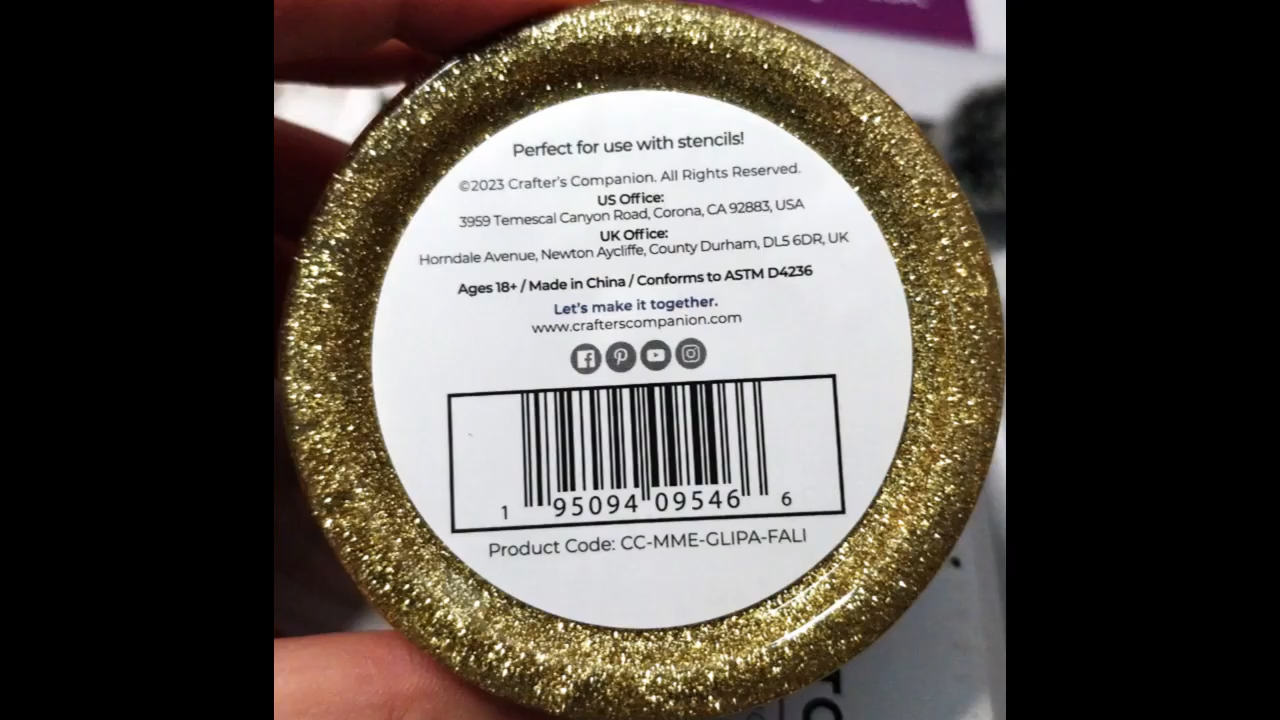 Perfect for use with stencils!
©2023 Crafter's Companion. All Rights Reserved.
US Office:
3959 Temescal Canyon Road, Corona, CA 92883, USA
UK Office:
Horndale Avenue, Newton Aycliffe, County Durham, DL5 6DR, UK
Ages 18+ / Made in China / Conforms to ASTM D4236
Let's make it together.
www.crafterscompanion.com
1 95094 09546 6
Product Code: CC-MME-GLIPA-FALI